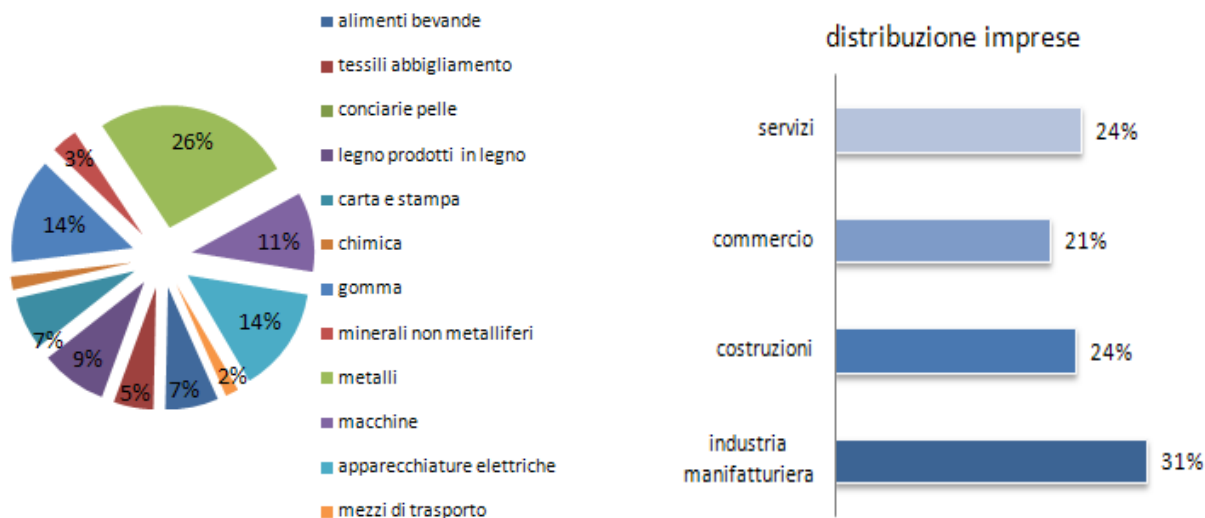 alimenti bevande
tessili abbigliamento
conciarie pelle
legno prodotti in legno
carta e stampa
chimica
gomma
minerali non metalliferi
metalli
macchine
apparecchiature elettriche
mezzi di trasporto
26%
11%
14%
2%
7%
5%
9%
7%
14%
3%
distribuzione imprese
servizi
24%
commercio
21%
costruzioni
24%
industria
manifatturiera
31%